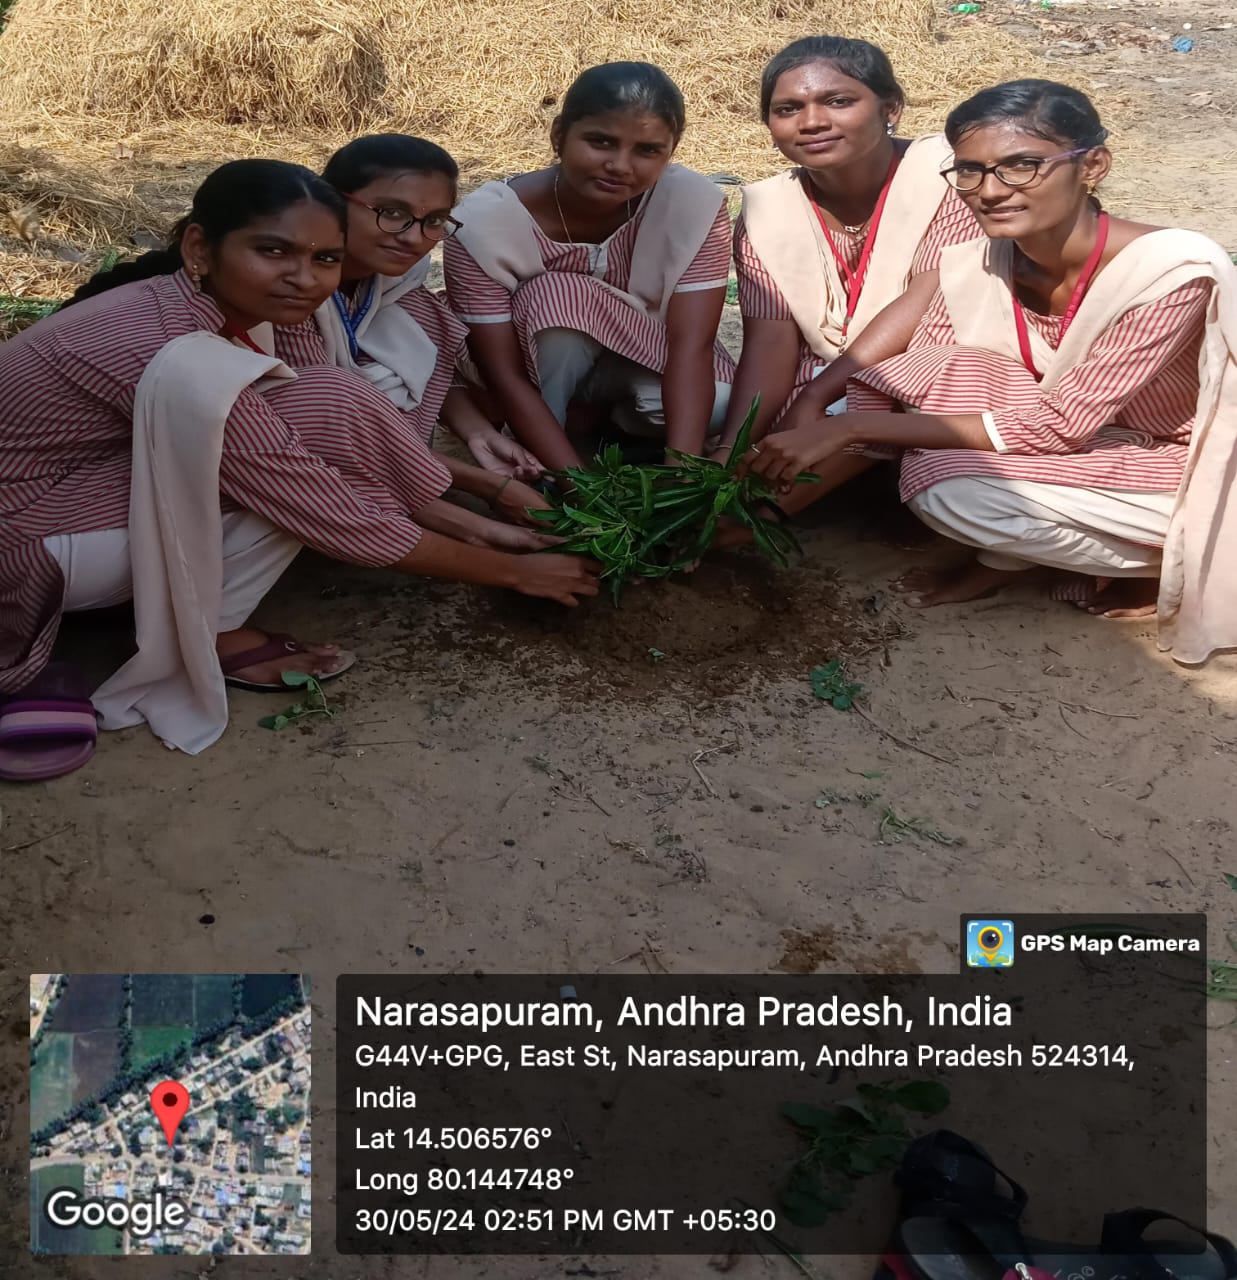 GPS Map Camera
Narasapuram, Andhra Pradesh, India
G44V+GPG, East St, Narasapuram, Andhra Pradesh 524314,
India
Lat 14.506576°
Long 80.144748°
30/05/24 02:51 PM GMT +05:30
Google